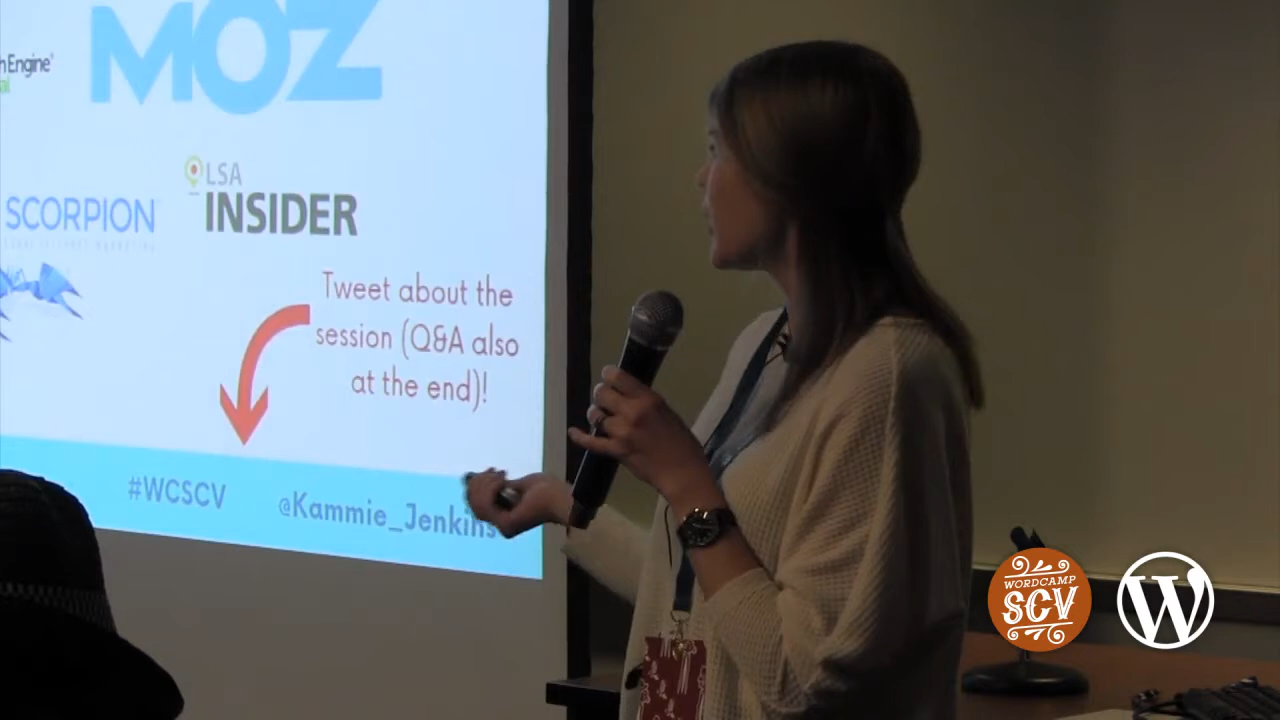 h Engine
MOZ
LSA
INSIDER
SCORPION
Tweet about the
session (Q&A also
at the end)!
#WCSCV
@Kammie_Jenkins
WORDCAMP
SCV
W